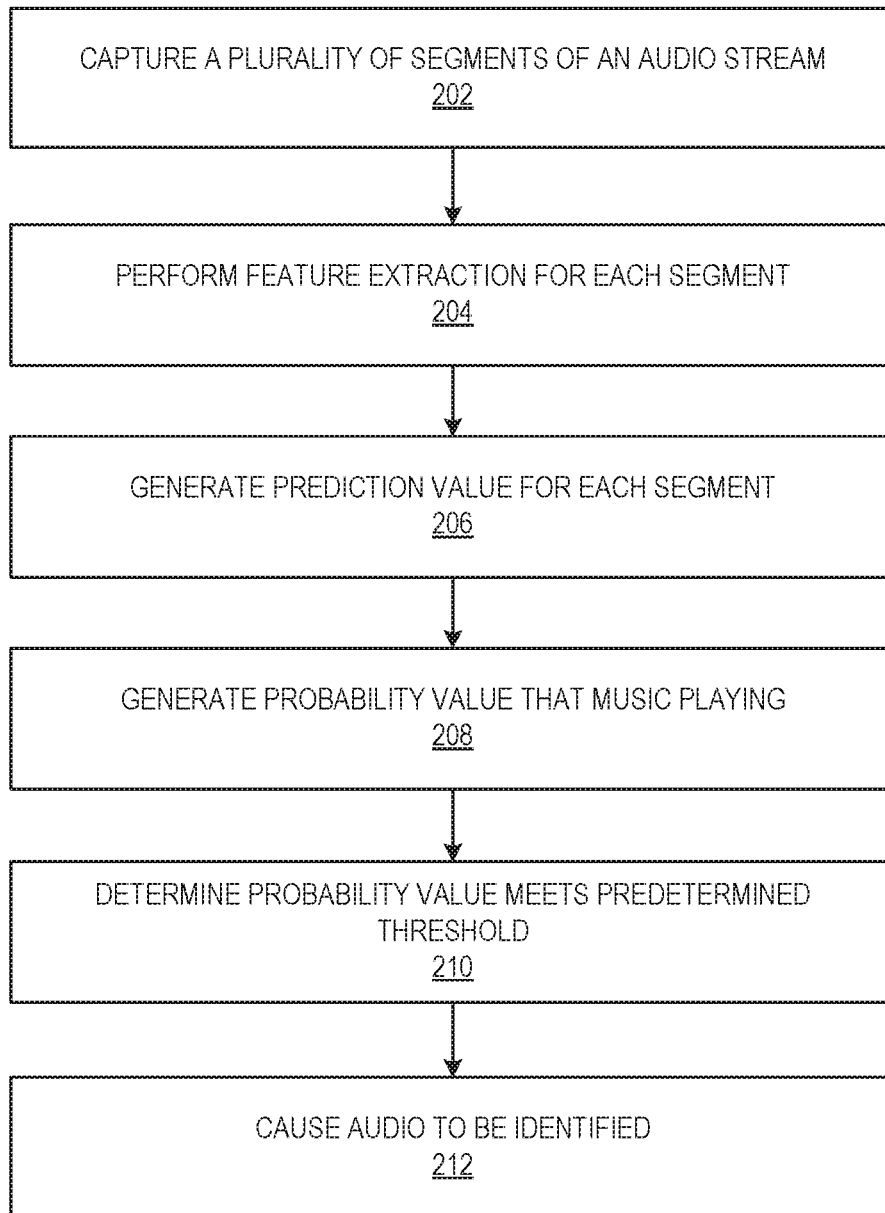 CAPTURE A PLURALITY OF SEGMENTS OF AN AUDIO STREAM
202
PERFORM FEATURE EXTRACTION FOR EACH SEGMENT
204
GENERATE PREDICTION VALUE FOR EACH SEGMENT
206
GENERATE PROBABILITY VALUE THAT MUSIC PLAYING
208
DETERMINE PROBABILITY VALUE MEETS PREDETERMINED
THRESHOLD
210
CAUSE AUDIO TO BE IDENTIFIED
212